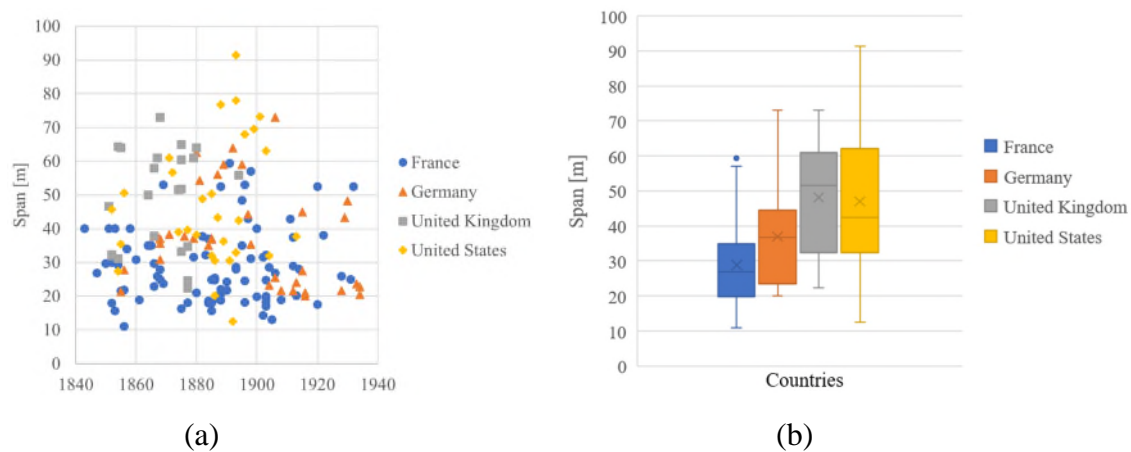 100
90
80
70
60
50
40
30
20
10
0
Span [m]
1840 1860 1880 1900 1920 1940
France
Germany
United Kingdom
United States
(a)
100
90
80
70
60
50
40
30
20
10
0
Span [m]
Countries
France
Germany
United Kingdom
United States
(b)